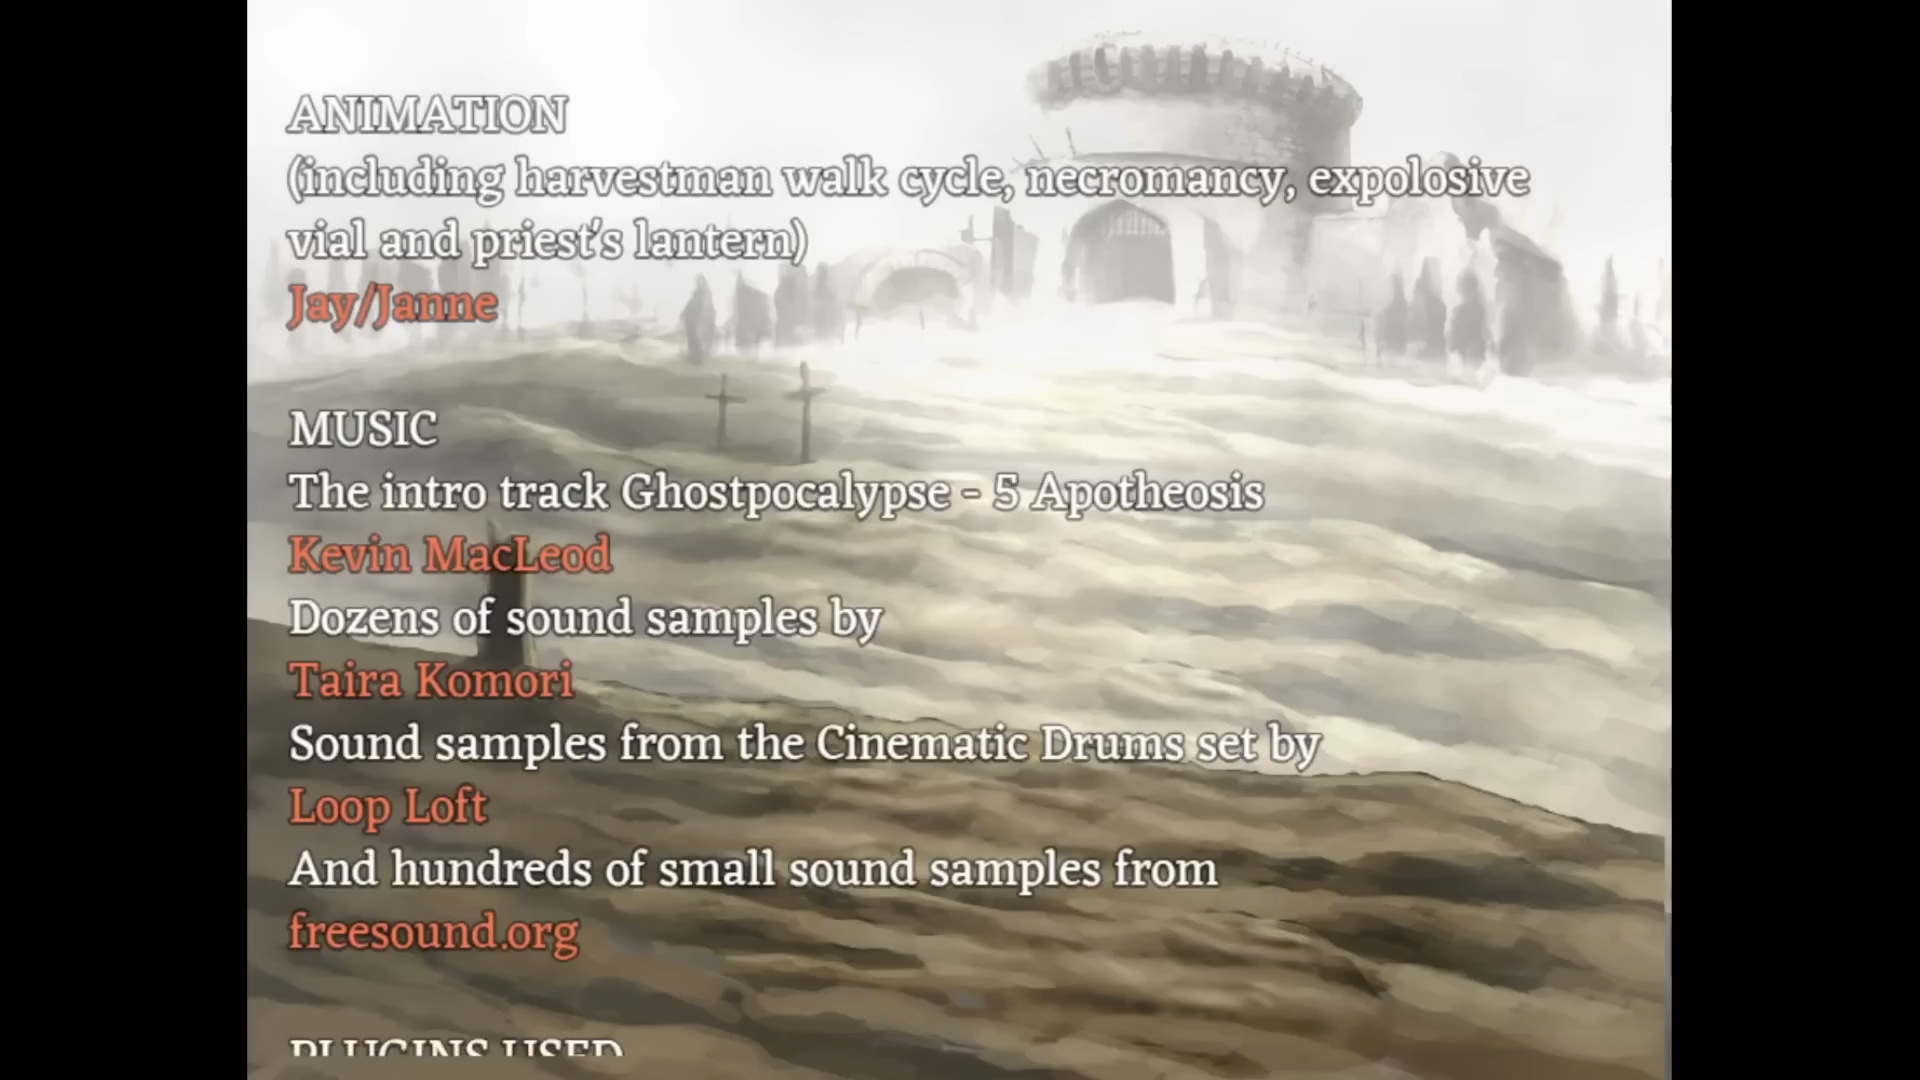 ANIMATION
(including harvestman walk cycle, necromancy, expolosive
vial and priest's lantern)
Jay/Janne
MUSIC
The intro track Ghostpocalypse - 5 Apotheosis
Kevin MacLeod
Dozens of sound samples by
Taira Komori
Sound samples from the Cinematic Drums set by
Loop Loft
And hundreds of small sound samples from
freesound.org
PLUGINS USED